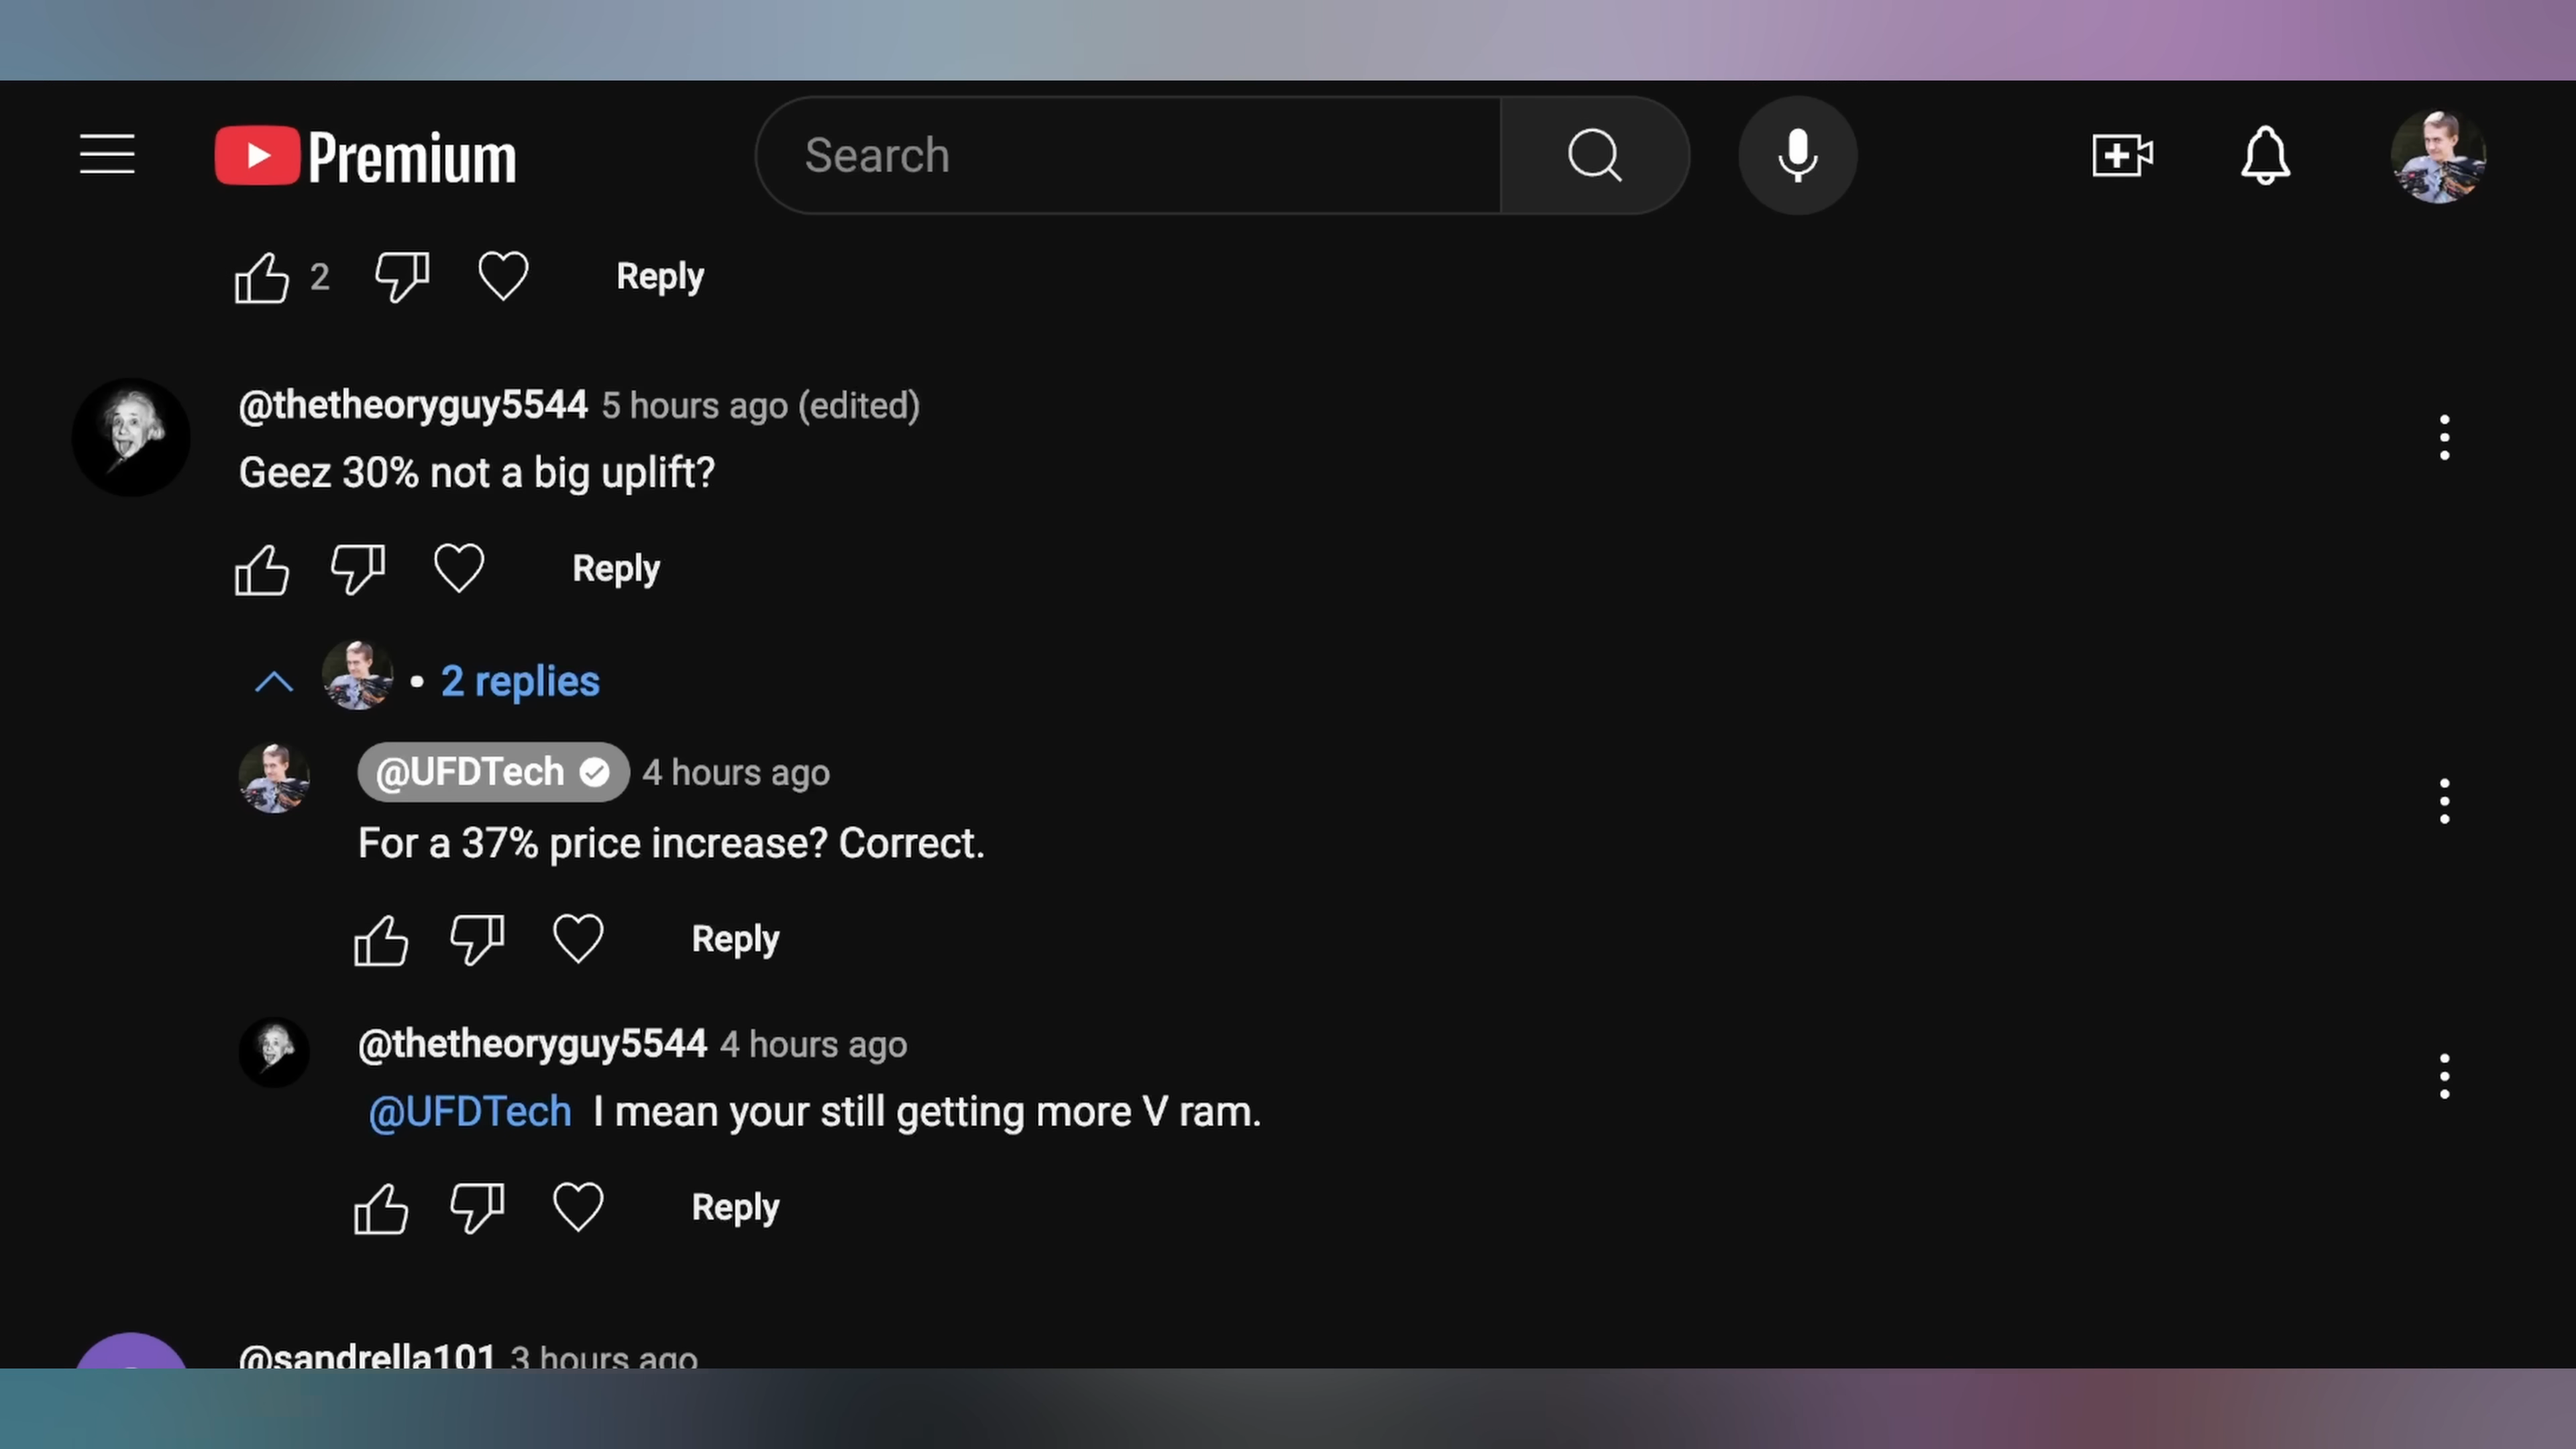 Premium
Search
2
Reply
@thetheoryguy5544 5 hours ago (edited)
Geez 30% not a big uplift?
Reply
• 2 replies
@UFDTech 4 hours ago
For a 37% price increase? Correct.
Reply
@thetheoryguy5544 4 hours ago
@UFDTech I mean your still getting more V ram.
Reply
@sandrella101 3 hours ago